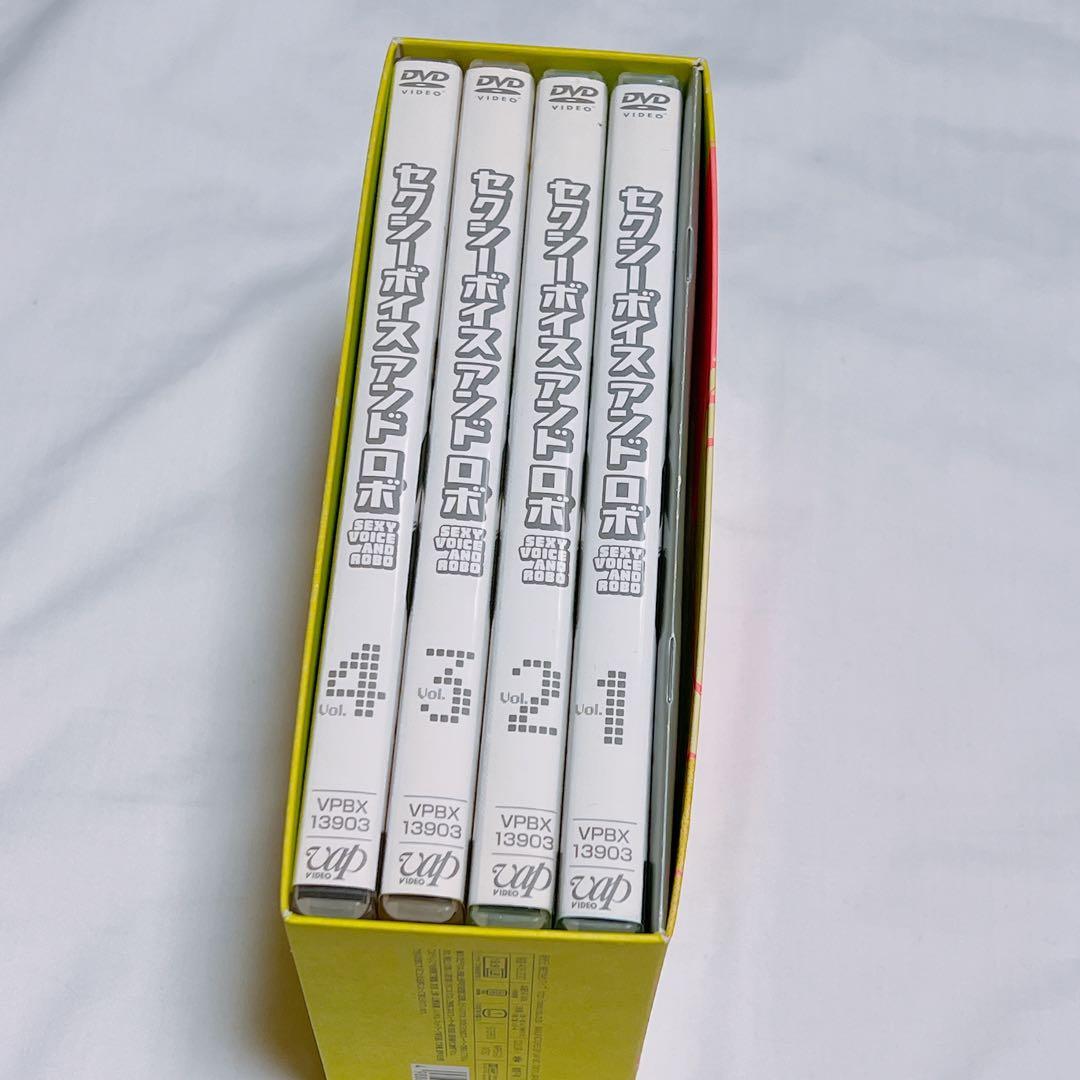 DVD
VIDEO
セクシーボイスアンドロボ
SEXY
VOICE
AND
ROBO
Vol. 4
VPBX
13903
vap
VIDEO
DVD
VIDEO
セクシーボイスアンドロボ
SEXY
VOICE
AND
ROBO
Vol. 3
VPBX
13903
vap
VIDEO
DVD
VIDEO
セクシーボイスアンドロボ
SEXY
VOICE
AND
ROBO
Vol. 2
VPBX
13903
vap
VIDEO
DVD
VIDEO
セクシーボイスアンドロボ
SEXY
VOICE
AND
ROBO
Vol. 1
VPBX
13903
vap
VIDEO